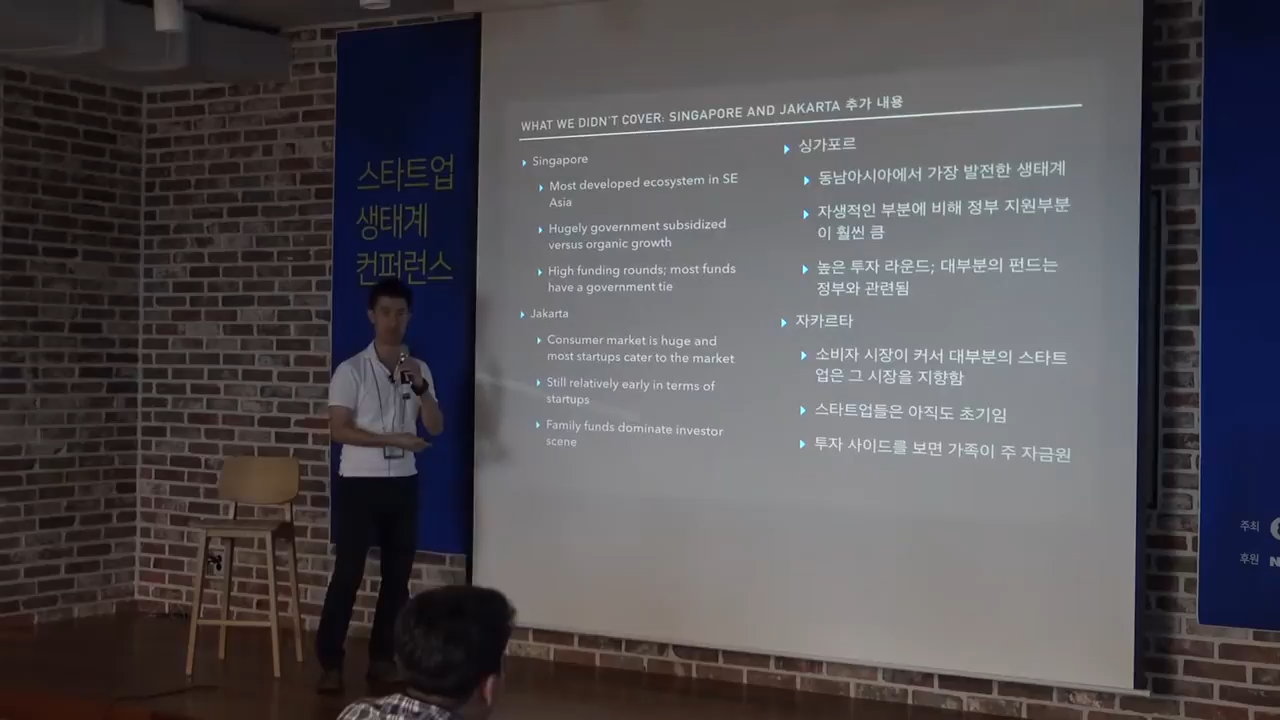 스타트업
생태계
컨퍼런스
WHAT WE DIDN'T COVER: SINGAPORE AND JAKARTA 추가 내용
Singapore
Most developed ecosystem in SE
Asia
Hugely government subsidized
versus organic growth
High funding rounds; most funds
have a government tie
Jakarta
Consumer market is huge and
most startups cater to the market
Still relatively early in terms of
startups
Family funds dominate investor
scene
싱가포르
동남아시아에서 가장 발전한 생태계
자생적인 부분에 비해 정부 지원부분
이 훨씬 큼
높은 투자 라운드; 대부분의 펀드는
정부와 관련됨
자카르타
소비자 시장이 커서 대부분의 스타트
업은 그 시장을 지향함
스타트업들은 아직도 초기임
투자 사이드를 보면 가족이 주 자금원
주최
후원